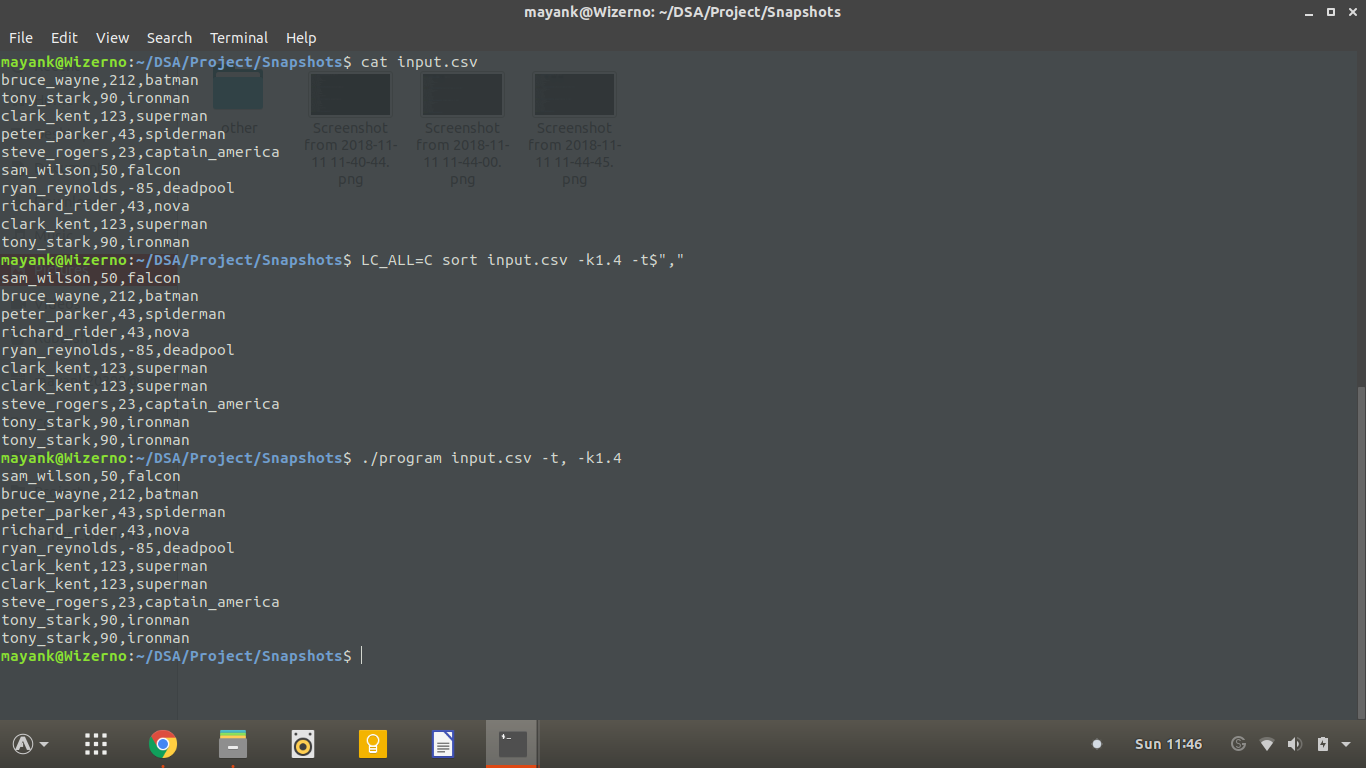 mayank@Wizerno: ~/DSA/Project/Snapshots
File Edit View Search Terminal Help
mayank@Wizerno:~/DSA/Project/Snapshots$ cat input.csv
bruce_wayne,212,batman
tony_stark,90,ironman
clark_kent,123,superman
peter_parker,43,spiderman
steve_rogers,23,captain_america
sam_wilson,50,falcon
ryan_reynolds,-85,deadpool
richard_rider,43,nova
clark_kent,123,superman
tony_stark,90,ironman
other
Screenshot
from 2018-11-
11.11-40-44.
png
Screenshot
from 2018-11-
11.11-44-00.
png
Screenshot
from 2018-11-
11.11-44-45.
png
mayank@Wizerno:~/DSA/Project/Snapshots$ LC_ALL=C sort input.csv -k1.4 -t$","
sam_wilson,50,falcon
bruce_wayne,212,batman
peter_parker,43,spiderman
richard_rider,43,nova
ryan_reynolds,-85,deadpool
clark_kent,123,superman
clark_kent,123,superman
steve_rogers,23,captain_america
tony_stark,90,ironman
tony_stark,90,ironman
mayank@Wizerno:~/DSA/Project/Snapshots$ ./program input.csv -t, -k1.4
sam_wilson,50,falcon
bruce_wayne,212,batman
peter_parker,43,spiderman
richard_rider,43,nova
ryan_reynolds,-85,deadpool
clark_kent,123,superman
clark_kent,123,superman
steve_rogers,23,captain_america
tony_stark,90,ironman
tony_stark,90,ironman
mayank@Wizerno:~/DSA/Project/Snapshots$
Sun 11:46